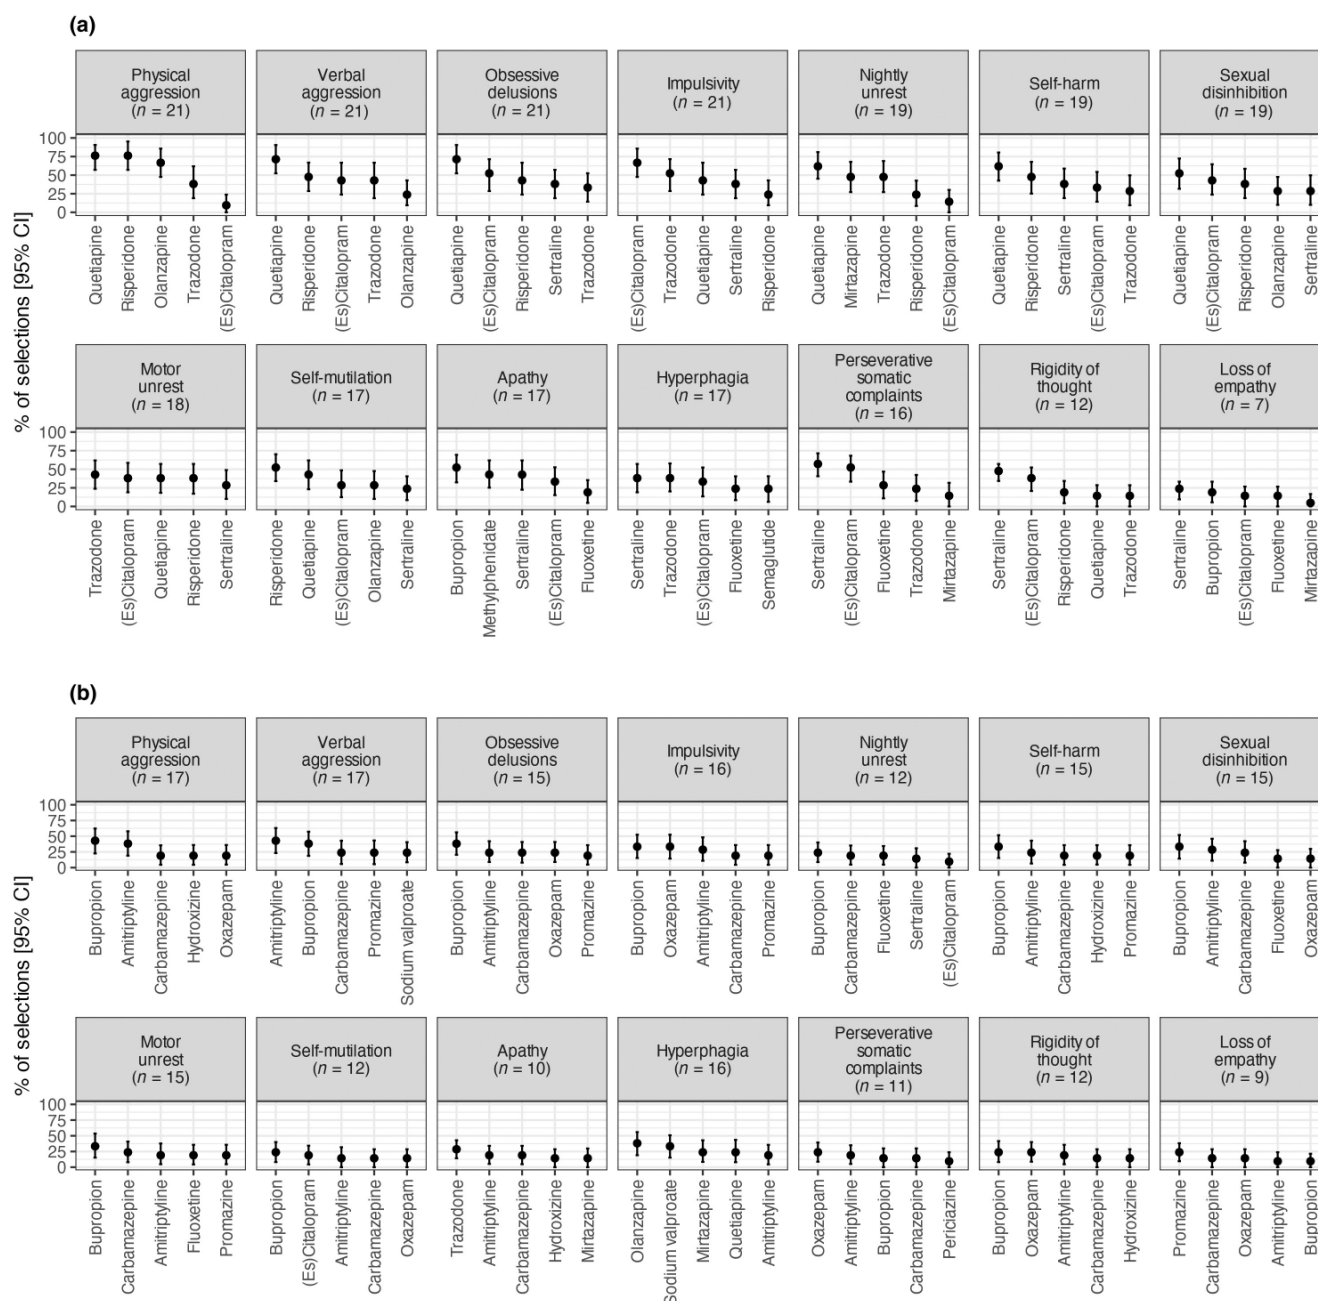 (a)
% of selections [95% CI]
Physical
aggression
(n = 21)
Verbal
aggression
(n = 21)
Obsessive
delusions
(n = 21)
Impulsivity
(n = 21)
Nightly
unrest
(n = 19)
Self-harm
(n = 19)
Sexual
disinhibition
(n = 19)
100
75
50
25
0
Quetiapine
Risperidone
Olanzapine
Trazodone
(Es)Citalopram
Quetiapine
Risperidone
(Es)Citalopram
Trazodone
Olanzapine
Quetiapine
(Es)Citalopram
Risperidone
Sertraline
Trazodone
(Es)Citalopram
Trazodone
Quetiapine
Sertraline
Risperidone
Quetiapine
Mirtazapine
Trazodone
Risperidone
(Es)Citalopram
Quetiapine
Risperidone
Sertraline
(Es)Citalopram
Trazodone
Quetiapine
(Es)Citalopram
Risperidone
Olanzapine
Sertraline
Motor
unrest
(n = 18)
Self-mutilation
(n = 17)
Apathy
(n = 17)
Hyperphagia
(n = 17)
Perseverative
somatic
complaints
(n = 16)
Rigidity of
thought
(n = 12)
Loss of
empathy
(n = 7)
100
75
50
25
0
Trazodone
(Es)Citalopram
Quetiapine
Risperidone
Sertraline
Risperidone
Quetiapine
(Es)Citalopram
Olanzapine
Sertraline
Bupropion
Methylphenidate
Sertraline
(Es)Citalopram
Fluoxetine
Sertraline
Trazodone
(Es)Citalopram
Fluoxetine
Semaglutide
Sertraline
(Es)Citalopram
Fluoxetine
Trazodone
Mirtazapine
Sertraline
(Es)Citalopram
Risperidone
Quetiapine
Trazodone
Sertraline
Bupropion
(Es)Citalopram
Fluoxetine
Mirtazapine
(b)
% of selections [95% CI]
Physical
aggression
(n = 17)
Verbal
aggression
(n = 17)
Obsessive
delusions
(n = 15)
Impulsivity
(n = 16)
Nightly
unrest
(n = 12)
Self-harm
(n = 15)
Sexual
disinhibition
(n = 15)
100
75
50
25
0
Bupropion
Amitriptyline
Carbamazepine
Hydroxizine
Oxazepam
Amitriptyline
Bupropion
Carbamazepine
Promazine
Sodium valproate
Bupropion
Amitriptyline
Carbamazepine
Oxazepam
Promazine
Bupropion
Oxazepam
Amitriptyline
Carbamazepine
Promazine
Bupropion
Carbamazepine
Fluoxetine
Sertraline
(Es)Citalopram
Bupropion
Amitriptyline
Carbamazepine
Hydroxizine
Promazine
Bupropion
Amitriptyline
Carbamazepine
Fluoxetine
Oxazepam
Motor
unrest
(n = 15)
Self-mutilation
(n = 12)
Apathy
(n = 10)
Hyperphagia
(n = 16)
Perseverative
somatic
complaints
(n = 11)
Rigidity of
thought
(n = 12)
Loss of
empathy
(n = 9)
100
75
50
25
0
Bupropion
Carbamazepine
Amitriptyline
Fluoxetine
Promazine
Bupropion
(Es)Citalopram
Amitriptyline
Carbamazepine
Oxazepam
Trazodone
Amitriptyline
Carbamazepine
Hydroxizine
Mirtazapine
Olanzapine
Sodium valproate
Mirtazapine
Quetiapine
Amitriptyline
Oxazepam
Amitriptyline
Bupropion
Carbamazepine
Periciazine
Bupropion
Oxazepam
Amitriptyline
Carbamazepine
Hydroxizine
Promazine
Carbamazepine
Oxazepam
Amitriptyline
Bupropion